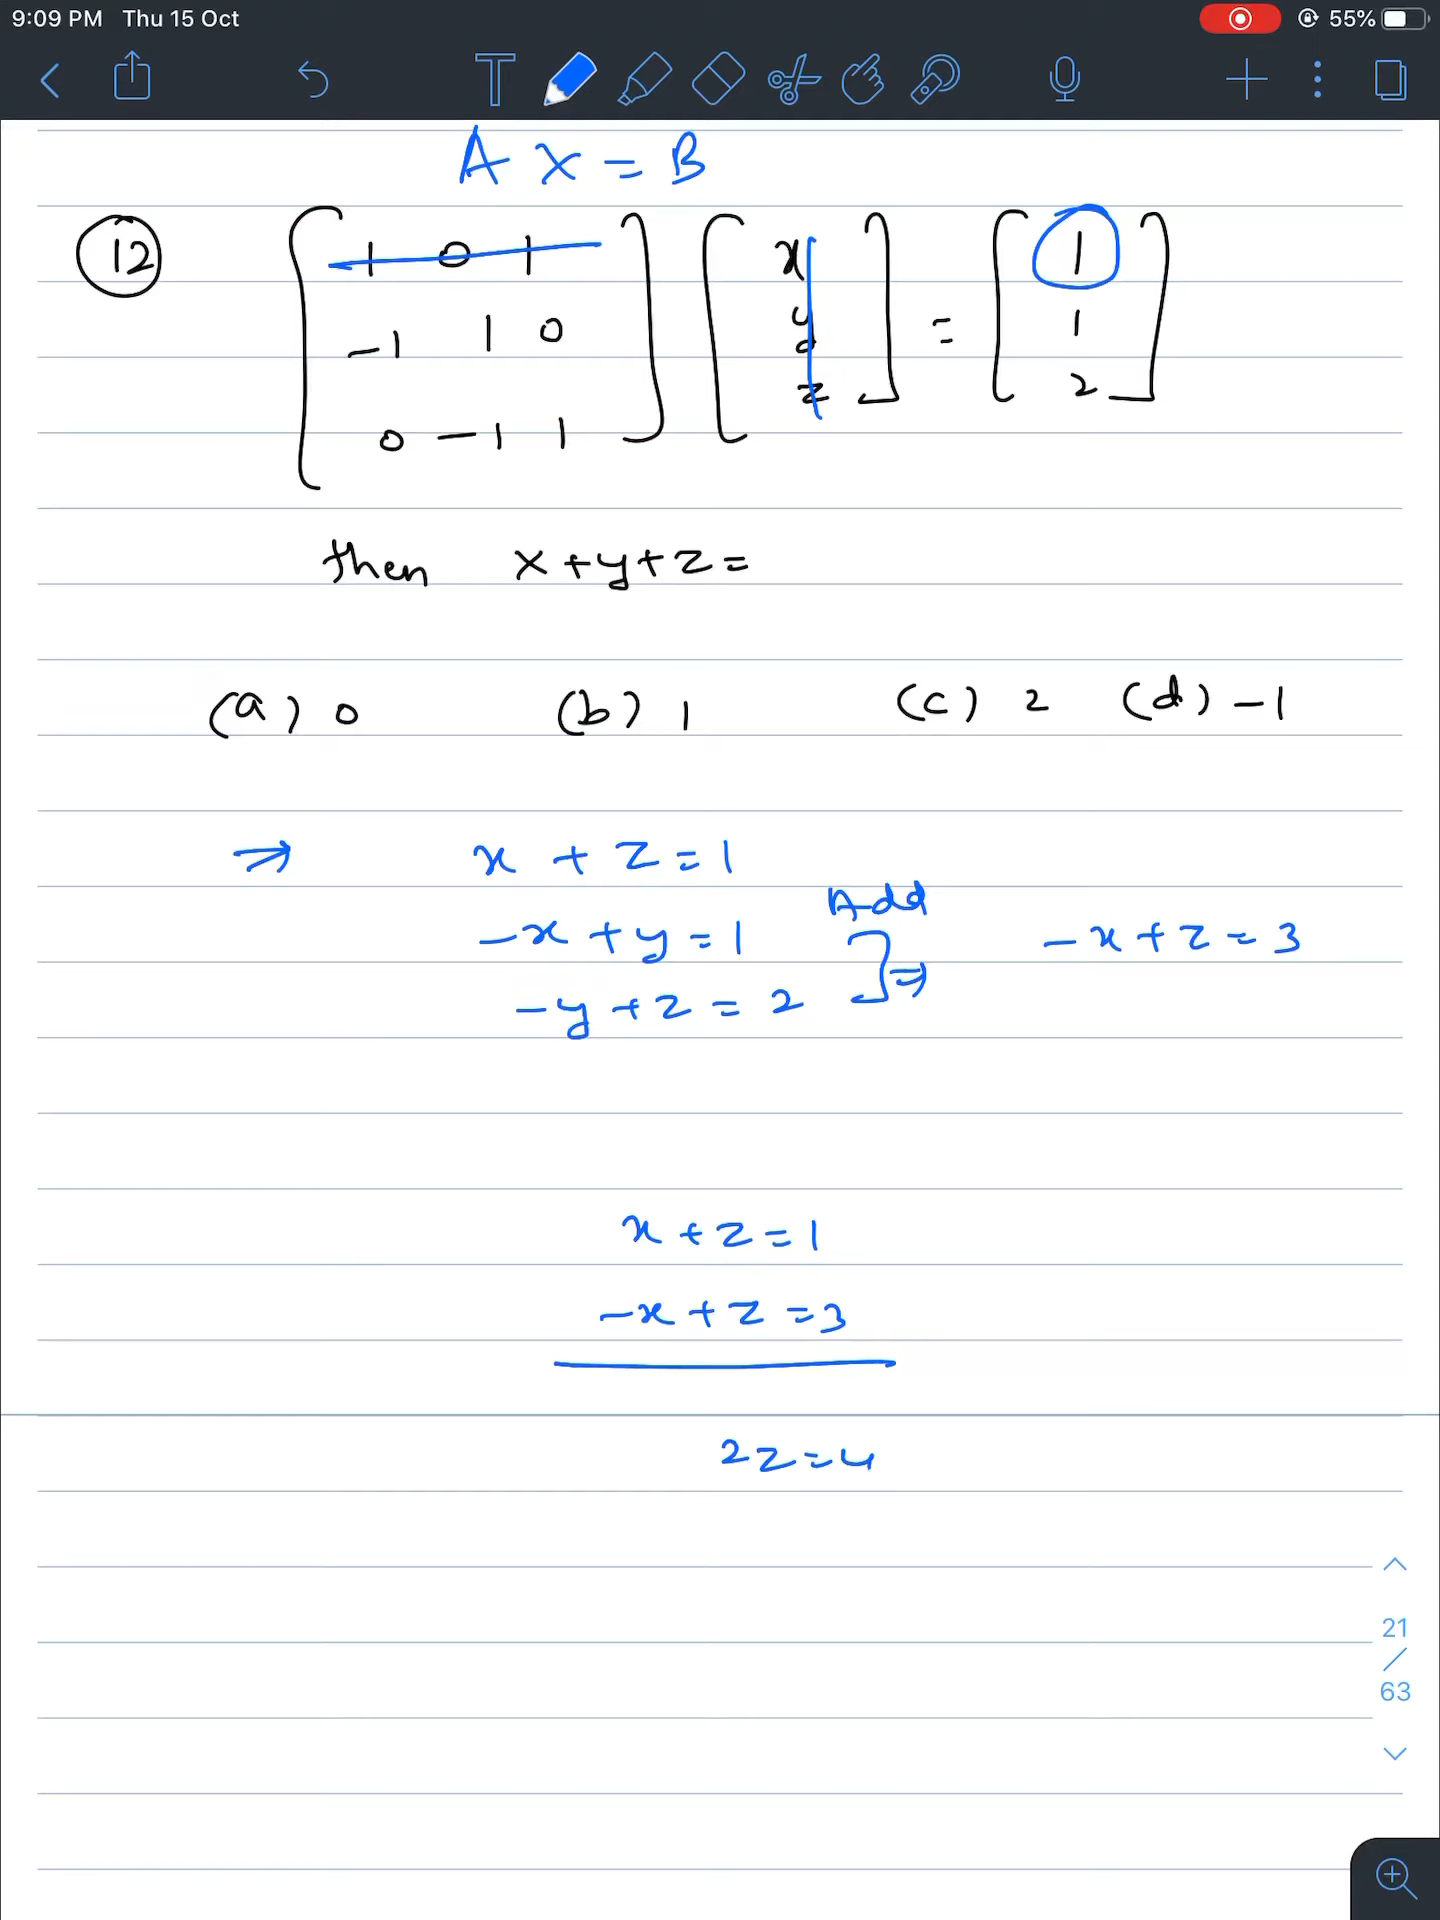 9:09 PM Thu 15 Oct 55%
T
A x = B
12 [ 1 0 1 ] [ x ] = [ 1 ]
-1 1 0 y 1
0 -1 1 z 2
then x + y + z =
(a) 0 (b) 1 (c) 2 (d) -1
⇒ x + z = 1
Add
-x + y = 1 ] ⇒ -x + z = 3
-y + z = 2
x + z = 1
-x + z = 3
2z = 4
21
/
63